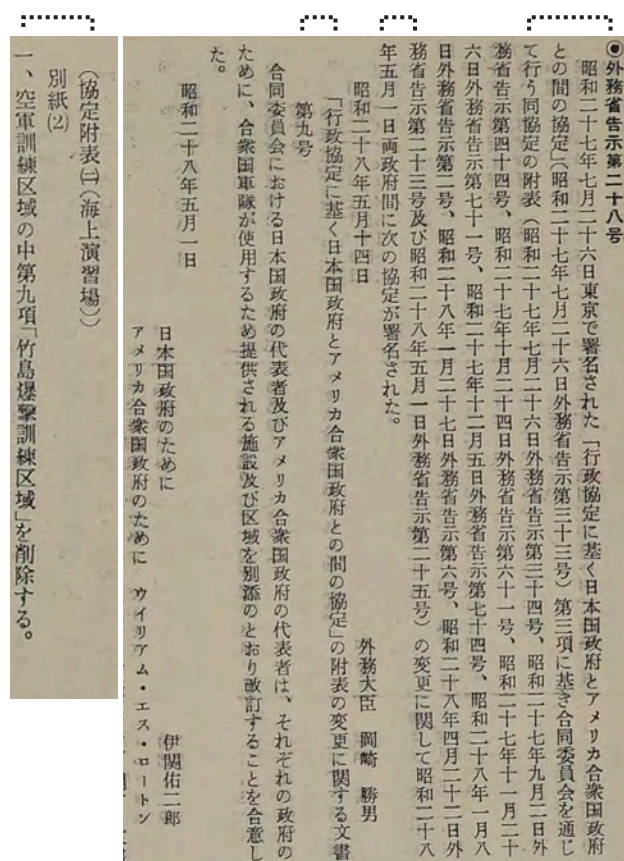 ◉外務省告示第二十八号
昭和二十七年七月二十六日東京で署名された「行政協定に基く日本国政府とアメリカ合衆国政府
との間の協定」（昭和二十七年七月二十六日外務省告示第三十三号）第三項に基き合同委員会を通じ
て行う同協定の附表（昭和二十七年七月二十六日外務省告示第三十四号、昭和二十七年九月二日外
務省告示第四十四号、昭和二十七年十月二十四日外務省告示第六十一号、昭和二十七年十一月二十
六日外務省告示第七十一号、昭和二十七年十二月五日外務省告示第七十四号、昭和二十八年一月八
日外務省告示第二号、昭和二十八年一月二十七日外務省告示第六号、昭和二十八年四月二十二日外
務省告示第二十三号及び昭和二十八年五月一日外務省告示第二十五号）の変更に関して昭和二十八
年五月一日両政府間に次の協定が署名された。
昭和二十八年五月十四日
外務大臣　岡崎　勝男
「行政協定に基く日本国政府とアメリカ合衆国政府との間の協定」の附表の変更に関する文書
第九号
合同委員会における日本国政府の代表者及びアメリカ合衆国政府の代表者は、それぞれの政府の
ために、合衆国軍隊が使用するため提供される施設及び区域を別添のとおり改訂することを合意し
た。
昭和二十八年五月一日
日本国政府のために　伊関佑二郎
アメリカ合衆国政府のために　ウイリアム・エス・ロートン
（協定附表㈡（海上演習場））
別紙(2)
一、空軍訓練区域の中第九項「竹島爆撃訓練区域」を削除する。